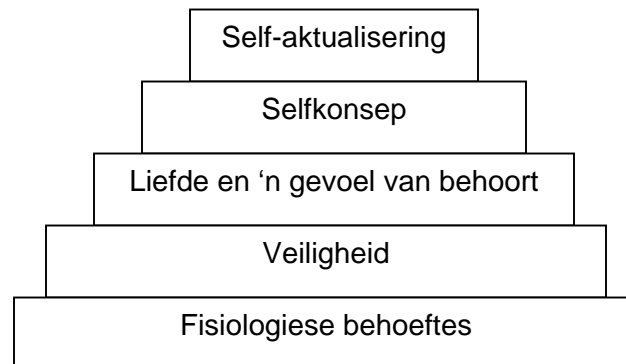 Self-aktualisering
Selfkonsep
Liefde en ‘n gevoel van behoort
Veiligheid
Fisiologiese behoeftes